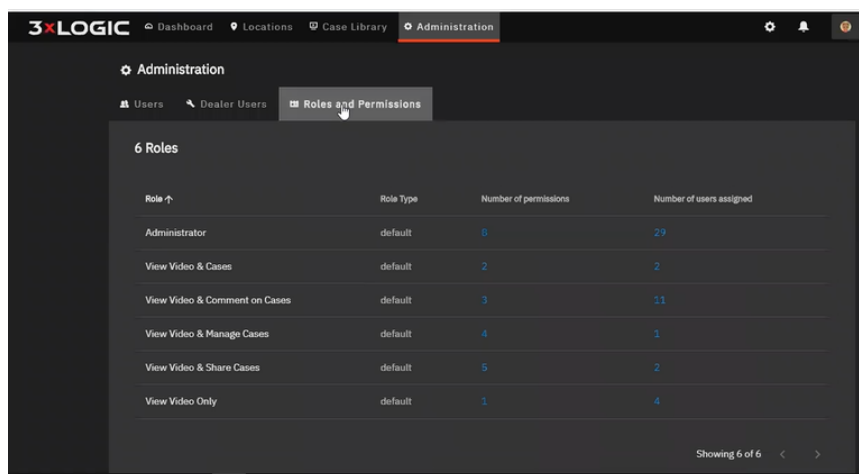 3xLOGIC Dashboard Locations Case Library Administration
Administration
Users Dealer Users Roles and Permissions
6 Roles
Role Role Type Number of permissions Number of users assigned
Administrator default 29
View Video & Cases default 2 2
View Video & Comment on Cases default 3 11
View Video & Manage Cases default 4 1
View Video & Share Cases default 5 2
View Video Only default 1 4
Showing 6 of 6